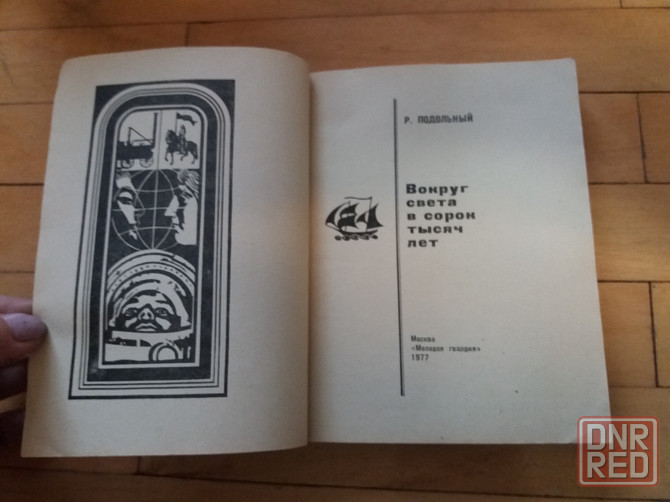 Р. ПОДОЛЬНЫЙ
Вокруг
света
в сорок
тысяч
лет
Москва
«Молодая гвардия»
1977
DNR
RED